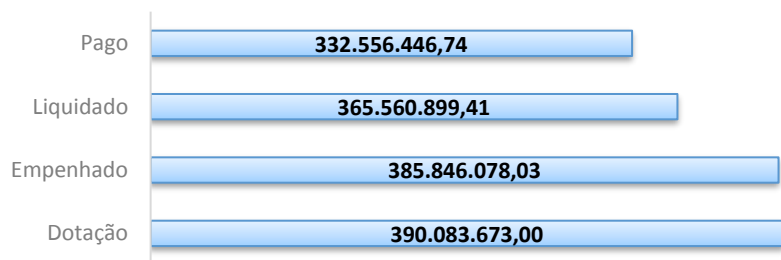 Pago 332.556.446,74
Liquidado 365.560.899,41
Empenhado 385.846.078,03
Dotação 390.083.673,00